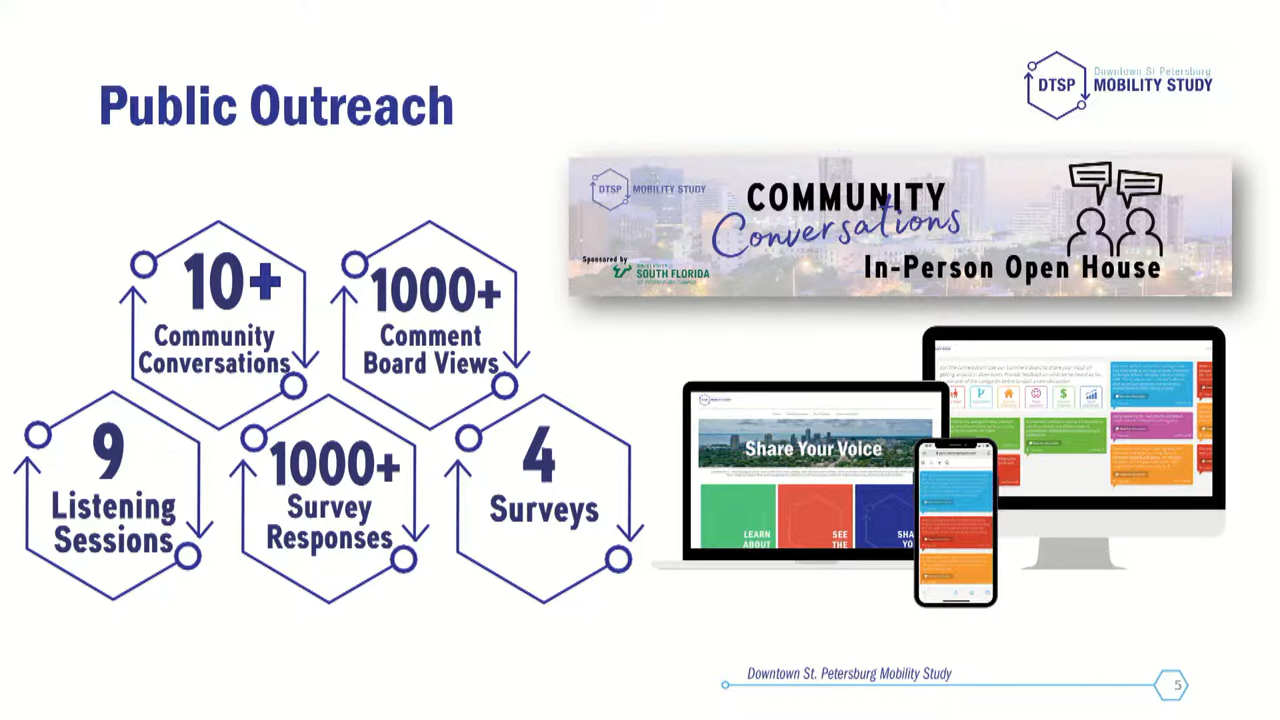 Public Outreach
Downtown St. Petersburg
DTSP
MOBILITY STUDY
DTSP
MOBILITY STUDY
COMMUNITY
Conversations
In-Person Open House
Sponsored by
SOUTH FLORIDA
10+
Community
Conversations
1000+
Comment
Board Views
9
Listening
Sessions
1000+
Survey
Responses
4
Surveys
Share Your Voice
LEARN
ABOUT
SEE
THE
SHA
YO
Downtown St. Petersburg Mobility Study
5